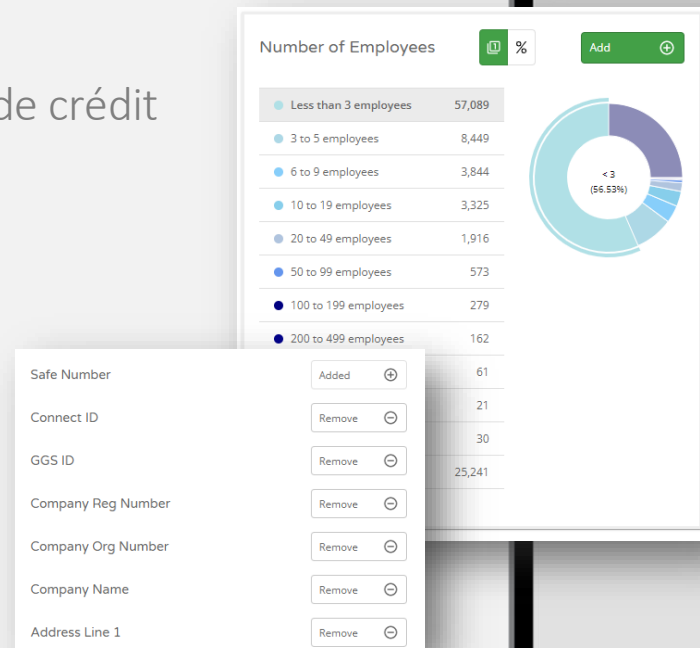 de crédit
Number of Employees
%
Add
Less than 3 employees 57,089
3 to 5 employees 8,449
6 to 9 employees 3,844
10 to 19 employees 3,325
20 to 49 employees 1,916
50 to 99 employees 573
100 to 199 employees 279
200 to 499 employees 162
61
21
30
25,241
< 3
(56.53%)
Safe Number Added
Connect ID Remove
GGS ID Remove
Company Reg Number Remove
Company Org Number Remove
Company Name Remove
Address Line 1 Remove